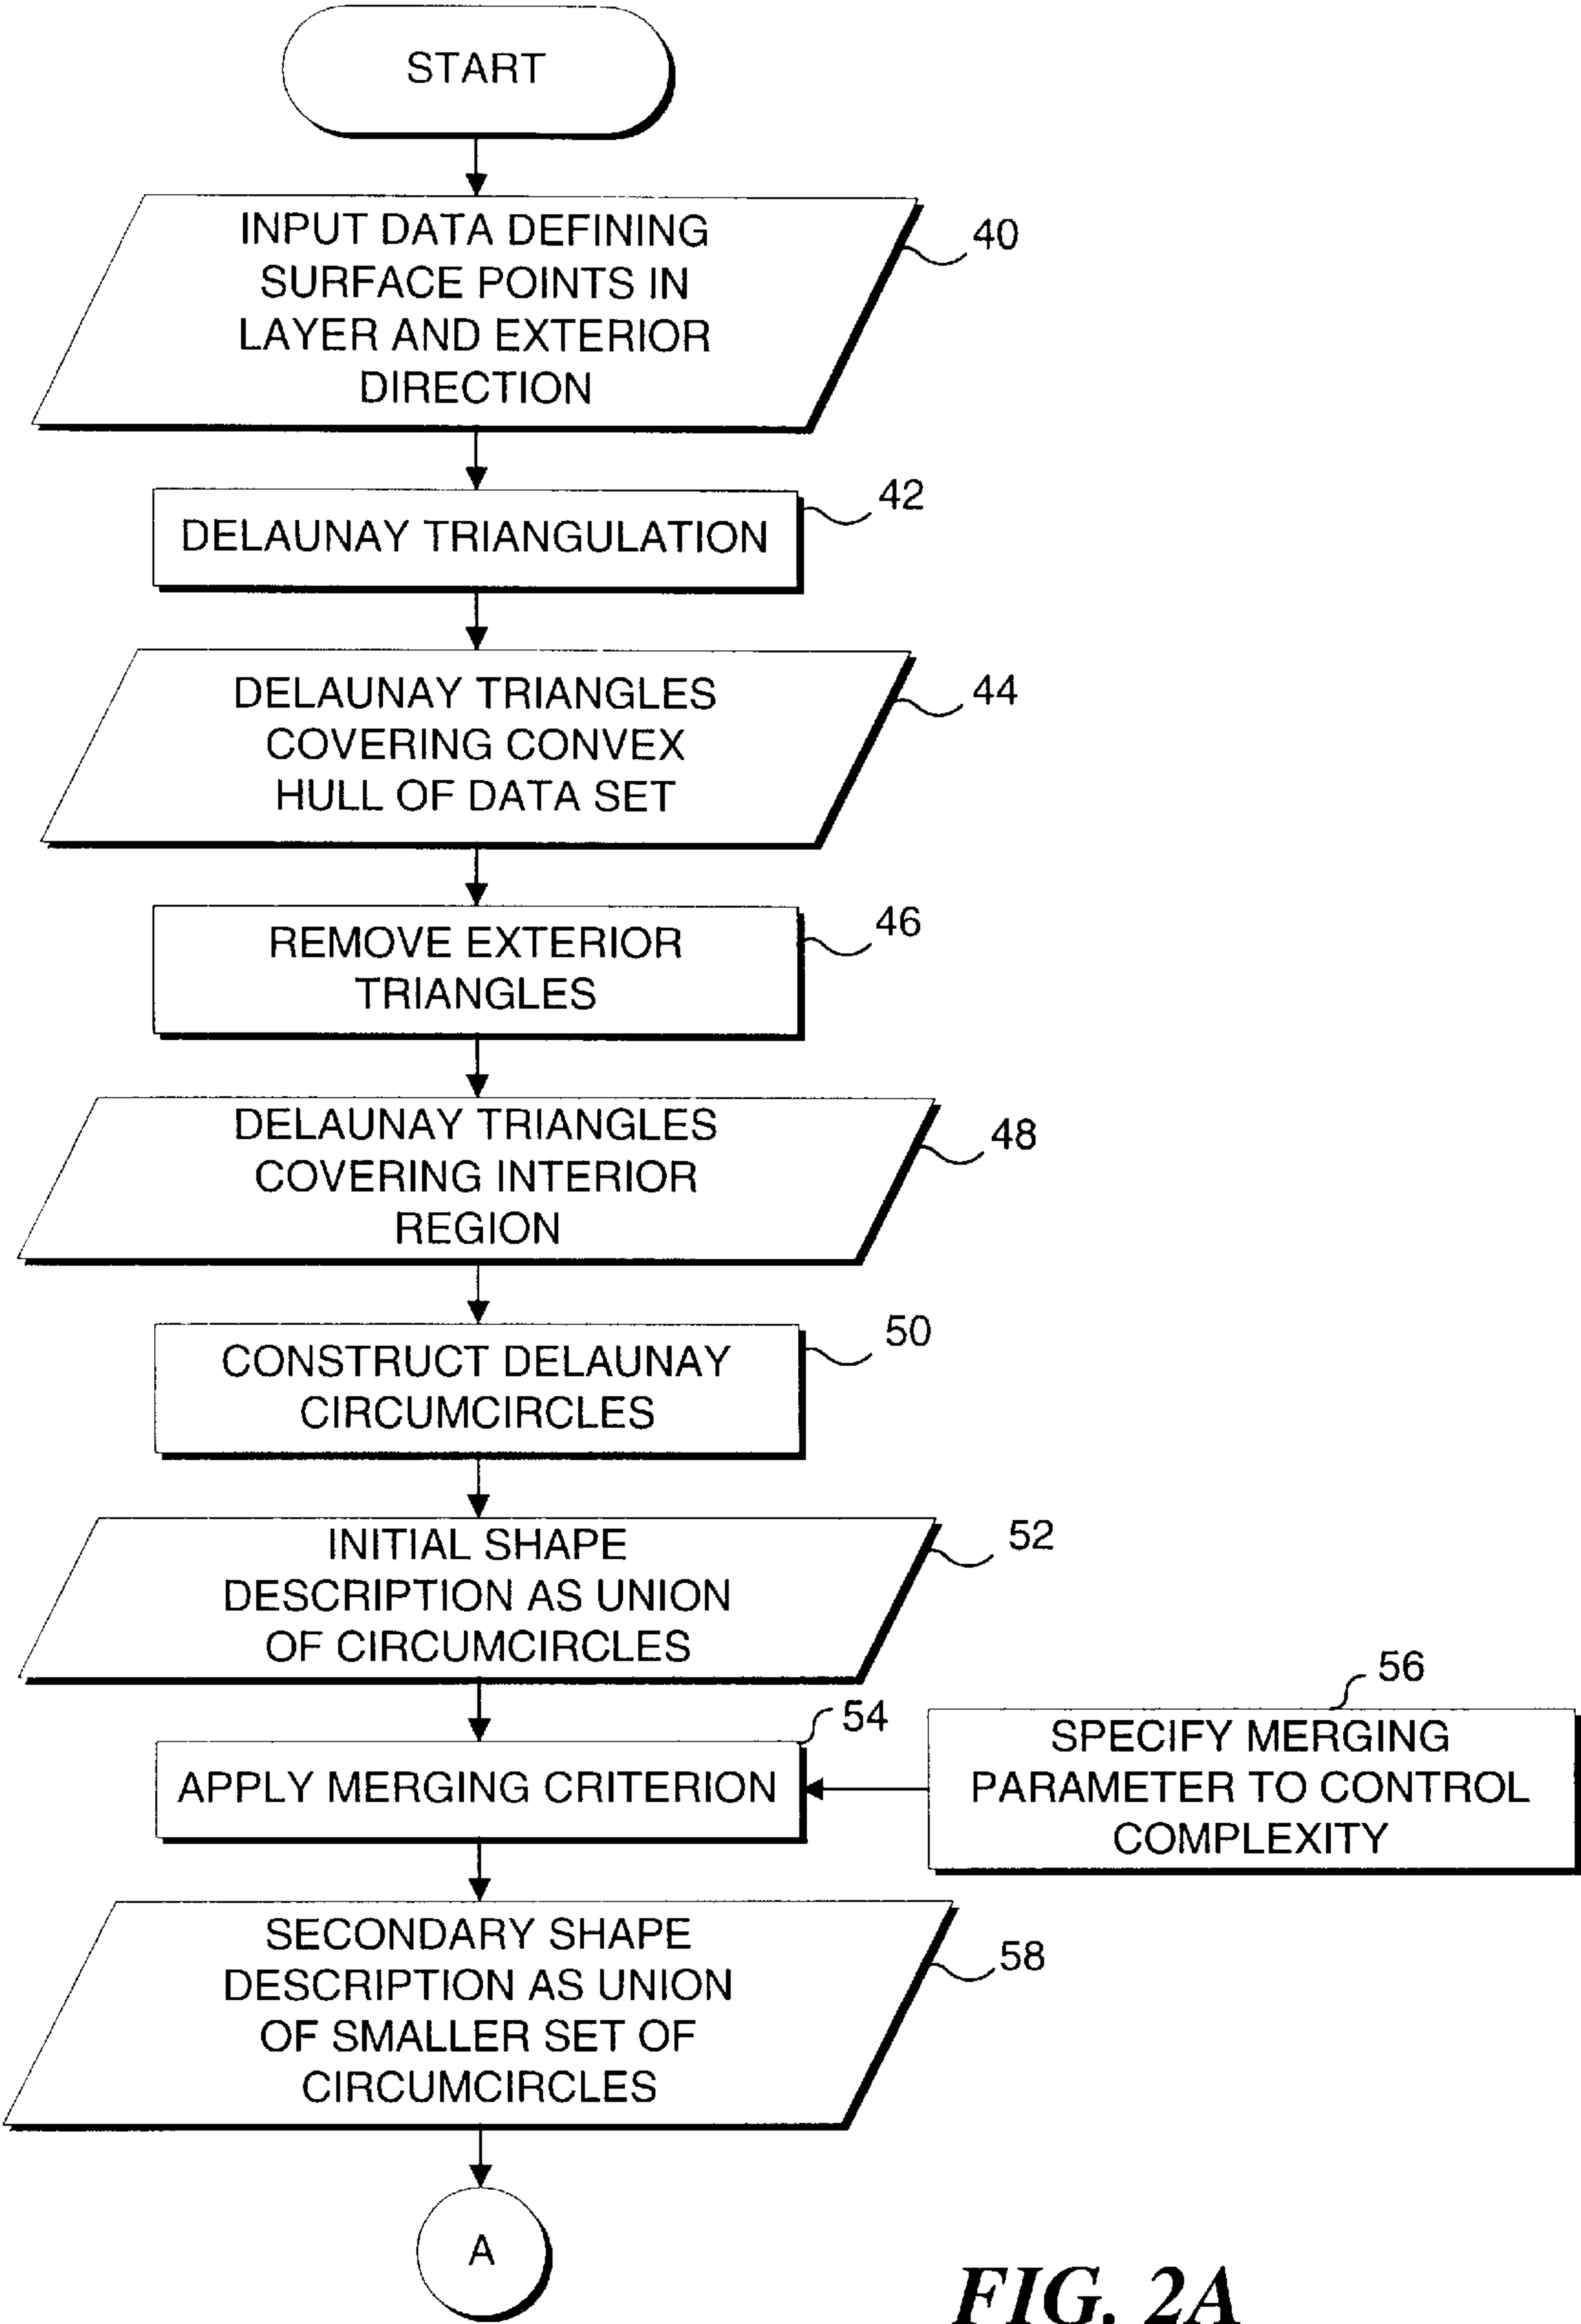 START
INPUT DATA DEFINING
SURFACE POINTS IN
LAYER AND EXTERIOR
DIRECTION
40
DELAUNAY TRIANGULATION
42
DELAUNAY TRIANGLES
COVERING CONVEX
HULL OF DATA SET
44
REMOVE EXTERIOR
TRIANGLES
46
DELAUNAY TRIANGLES
COVERING INTERIOR
REGION
48
CONSTRUCT DELAUNAY
CIRCUMCIRCLES
50
INITIAL SHAPE
DESCRIPTION AS UNION
OF CIRCUMCIRCLES
52
APPLY MERGING CRITERION
54
SPECIFY MERGING
PARAMETER TO CONTROL
COMPLEXITY
56
SECONDARY SHAPE
DESCRIPTION AS UNION
OF SMALLER SET OF
CIRCUMCIRCLES
58
A
FIG. 2A